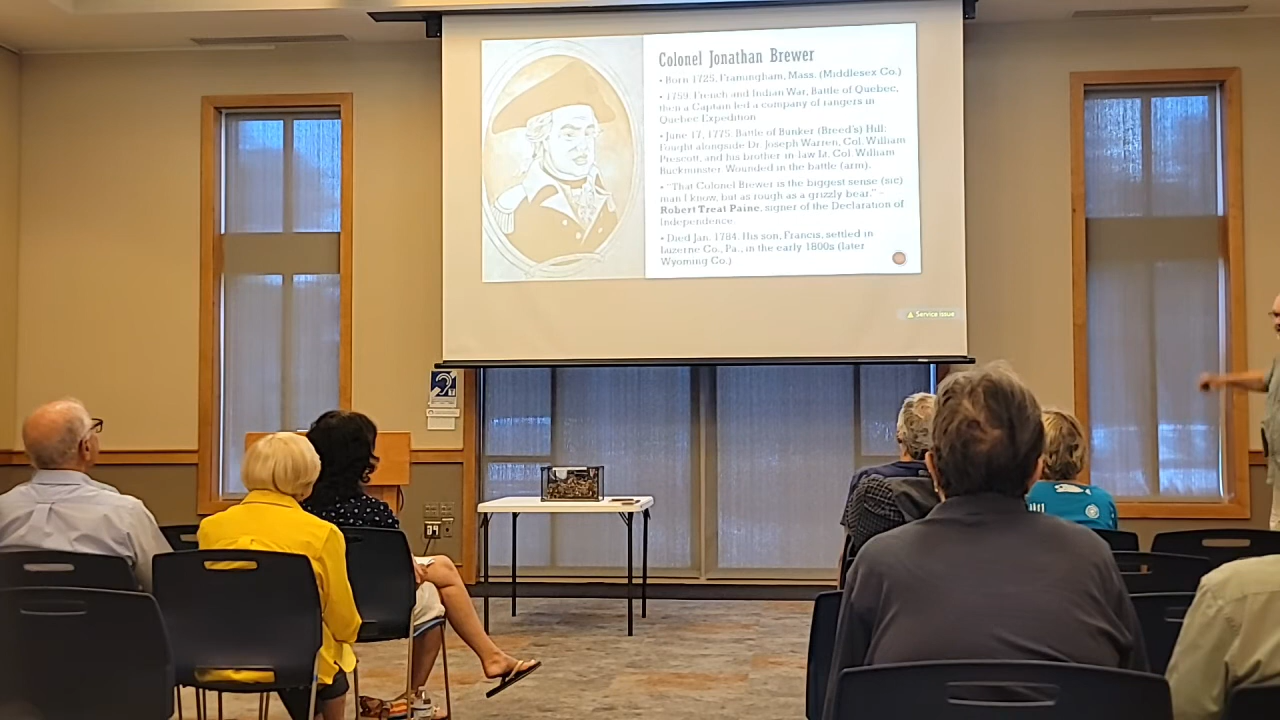 Colonel Jonathan Brewer
• Born 1725, Framingham, Mass. (Middlesex Co.)
• 1759, French and Indian War, Battle of Quebec,
then a Captain led a company of rangers in
Quebec Expedition
• June 17, 1775, Battle of Bunker (Breed's) Hill:
Fought alongside Dr. Joseph Warren, Col. William
Prescott, and his brother in law Lt. Col. William
Buckminster. Wounded in the battle (arm).
• "That Colonel Brewer is the biggest sense (sic)
man I know, but as rough as a grizzly bear." –
Robert Treat Paine, signer of the Declaration of
Independence.
• Died Jan. 1784. His son, Francis, settled in
Luzerne Co., Pa., in the early 1800s (later
Wyoming Co.)
Service issue